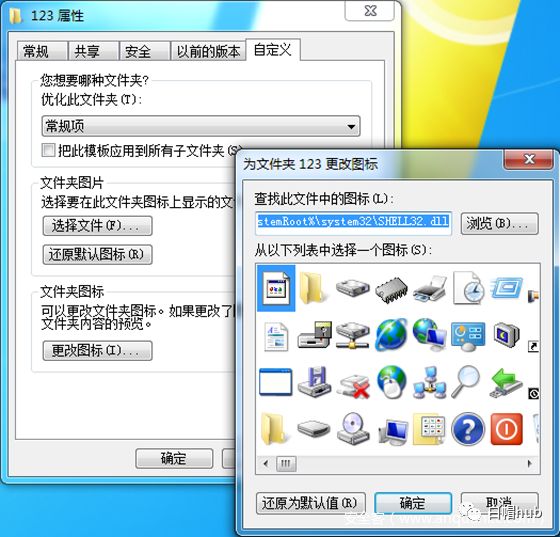 123 属性
常规
共享
安全
以前的版本
自定义
您想要哪种文件夹?
优化此文件夹(T):
常规项
把此模板应用到所有子文件夹(S)
文件夹图片
选择要在此文件夹图标上显示的文
选择文件(F)...
还原默认图标(R)
文件夹图标
可以更改文件夹图标。如果更改了
文件夹内容的预览。
更改图标(I)...
确定
为文件夹 123 更改图标
查找此文件中的图标(L):
stemRoot%\system32\SHELL32.dll
浏览(B)...
从以下列表中选择一个图标(S):
还原为默认值(R)
确定
取消
白帽hub
安全客